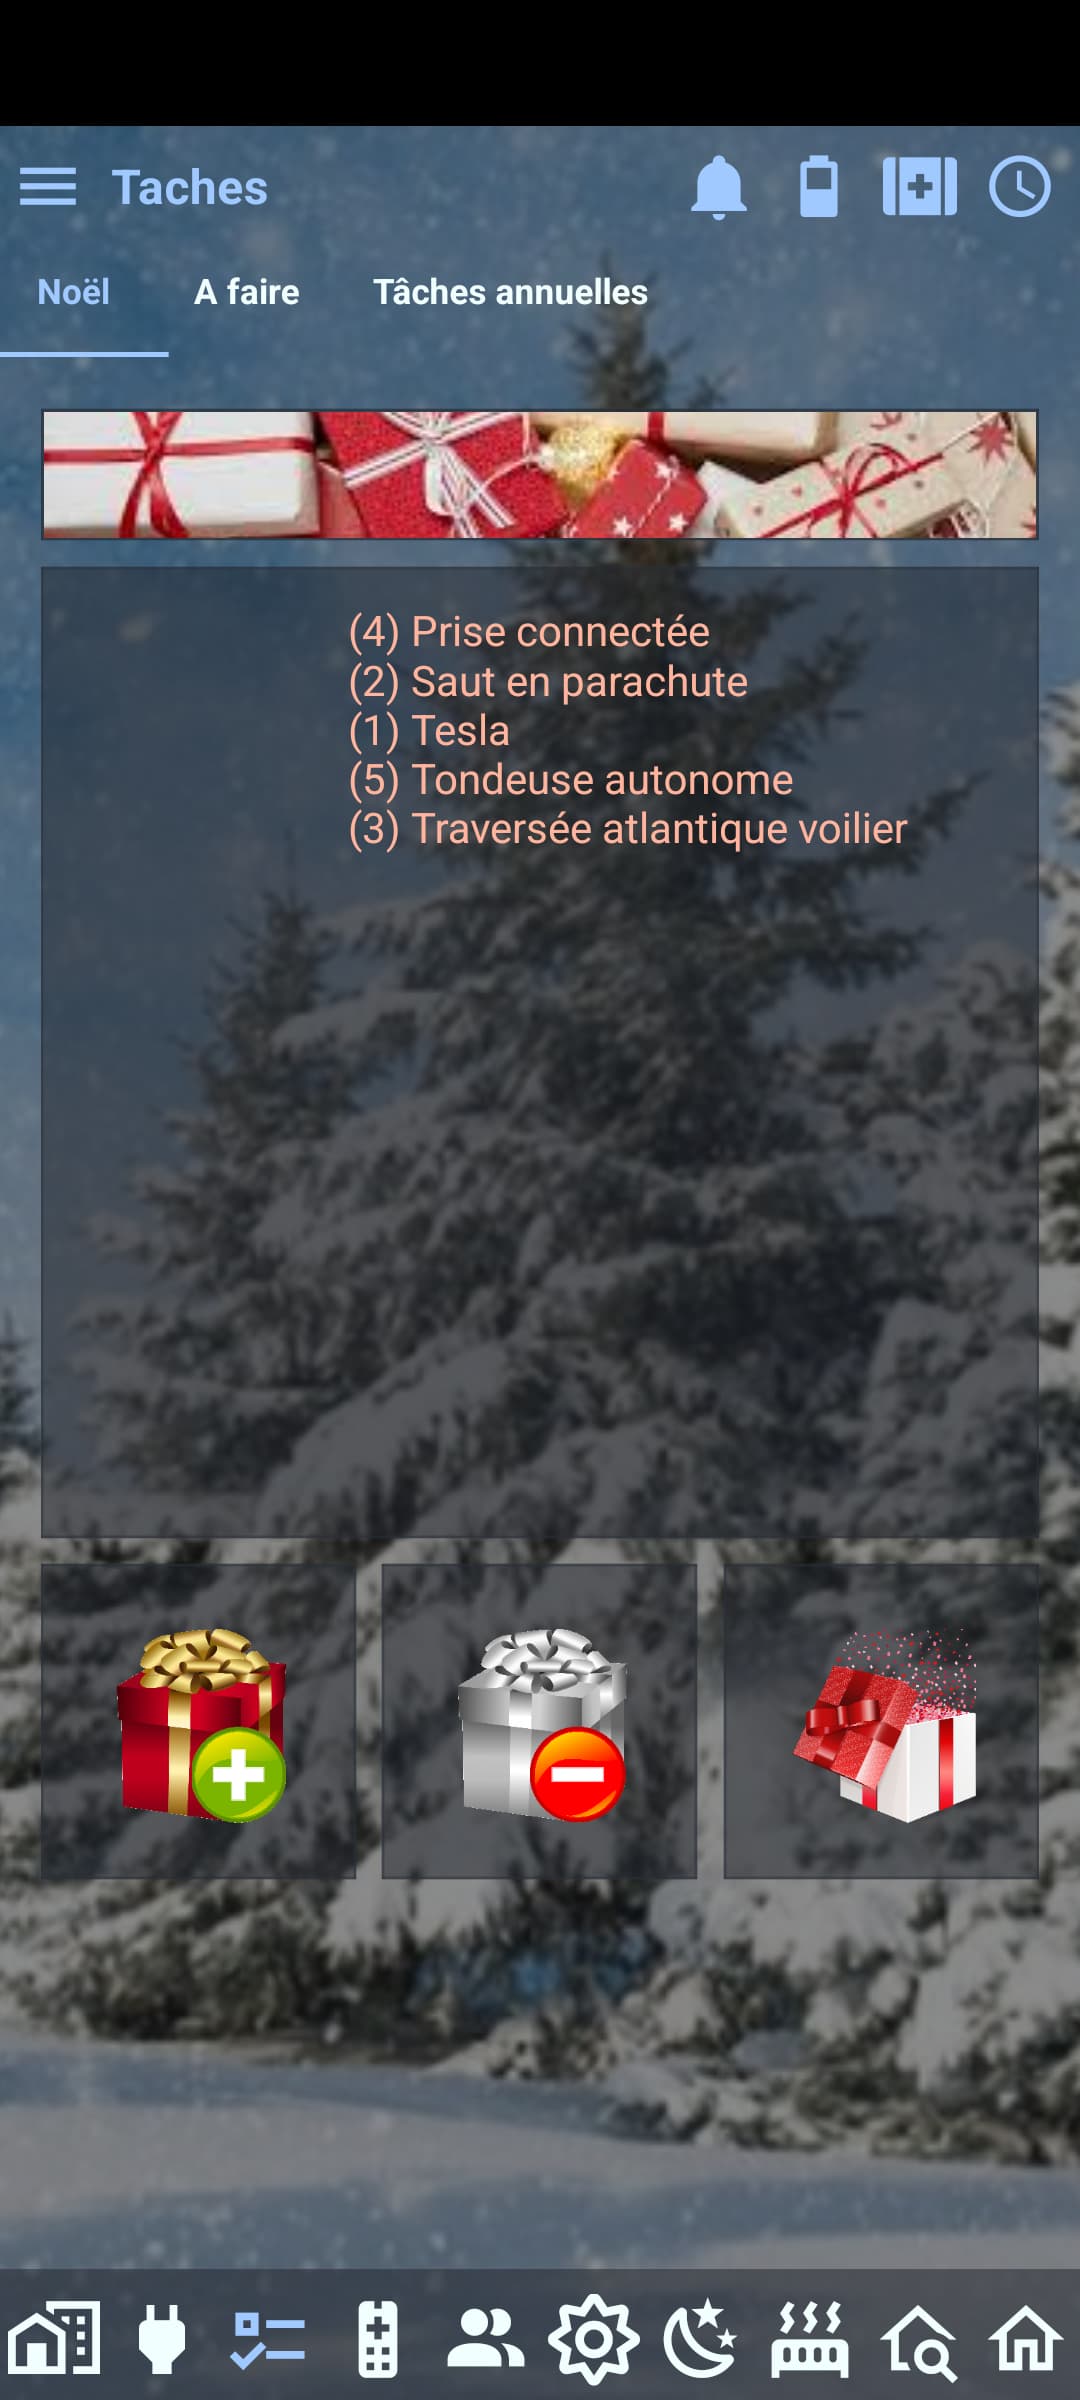 Taches
Noël A faire Tâches annuelles
(4) Prise connectée
(2) Saut en parachute
(1) Tesla
(5) Tondeuse autonome
(3) Traversée atlantique voilier